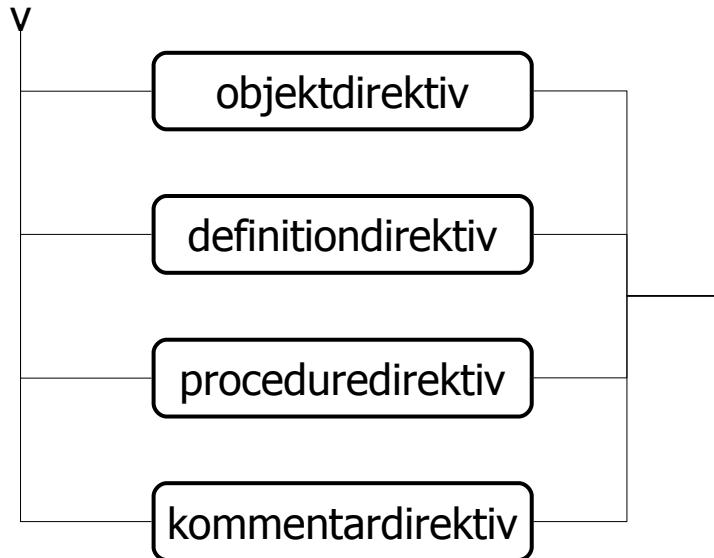 v
objektdirektiv
definitiondirektiv
proceduredirektiv
kommentardirektiv